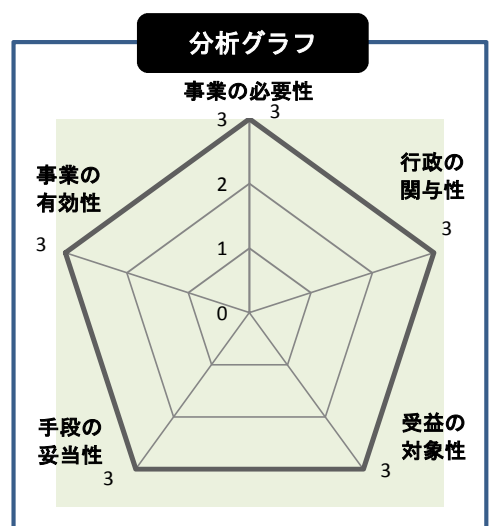 分析グラフ
事業の必要性
3
3
2
1
0
行政の
関与性
3
受益の
対象性
3
手段の
妥当性
3
事業の
有効性
3